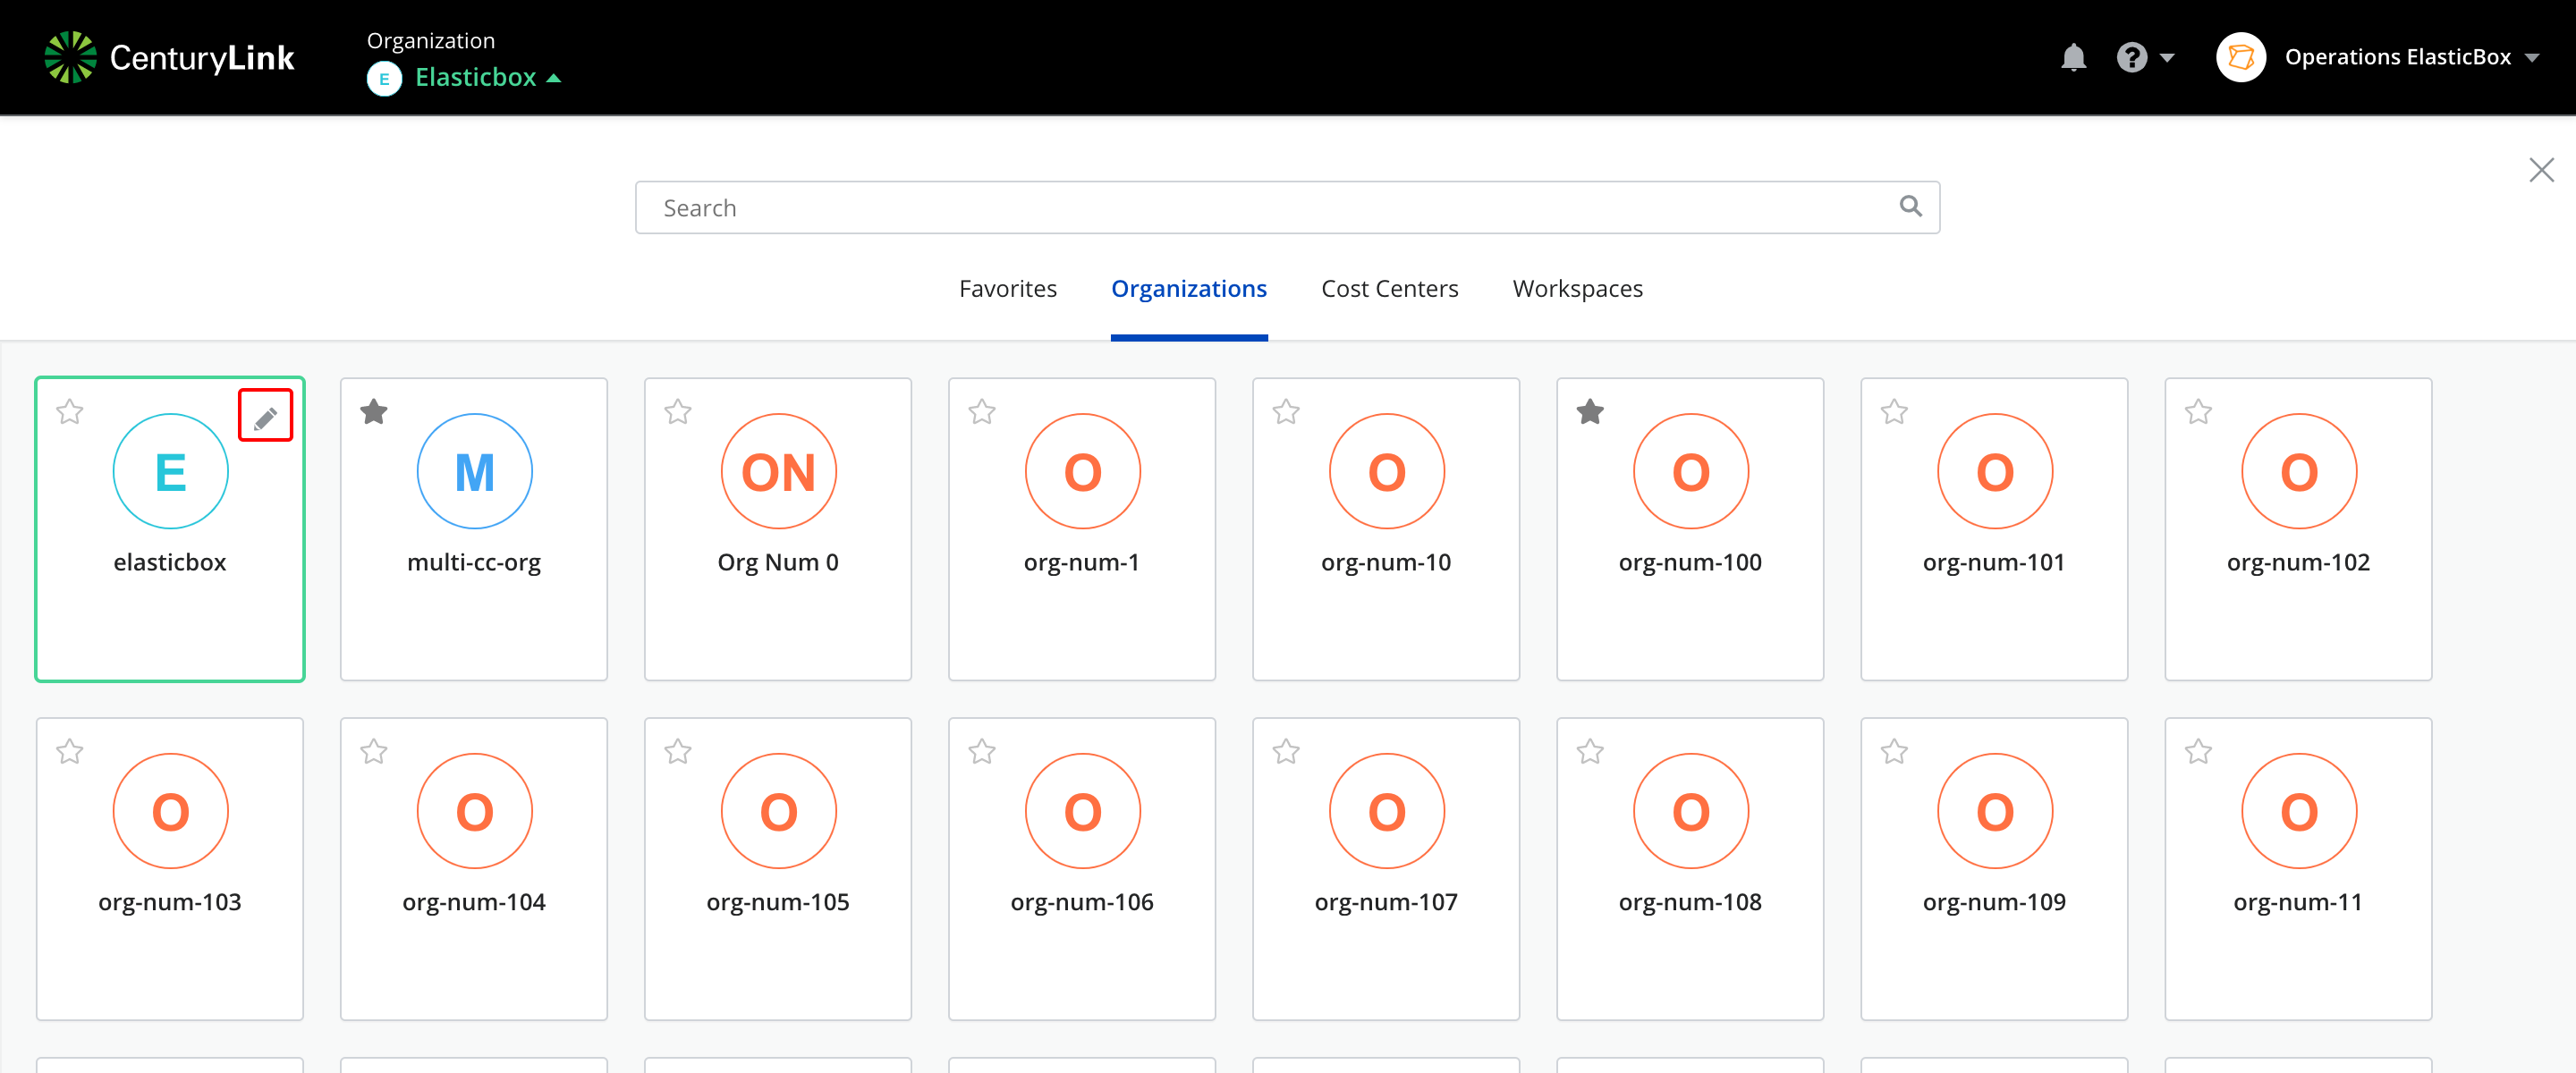 CenturyLink
Organization
E Elasticbox
? Operations ElasticBox
Search
Favorites Organizations Cost Centers Workspaces
E M ON O O O O O
elasticbox multi-cc-org Org Num 0 org-num-1 org-num-10 org-num-100 org-num-101 org-num-102
O O O O O O O O
org-num-103 org-num-104 org-num-105 org-num-106 org-num-107 org-num-108 org-num-109 org-num-11